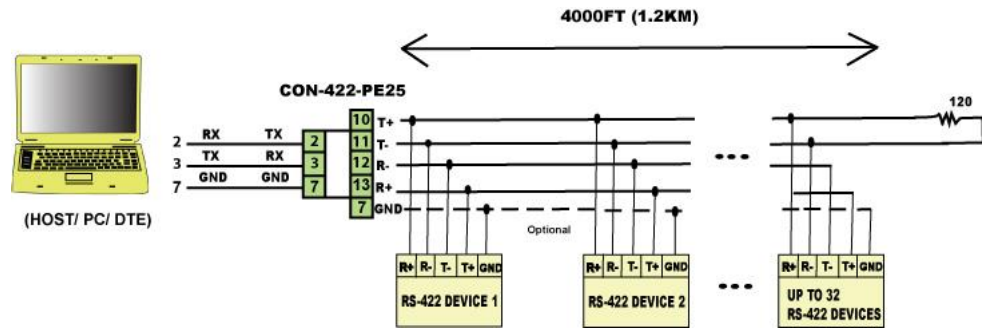 4000FT (1.2KM)
CON-422-PE25
120
10 T+
2 RX TX 2 11 T-
3 TX RX 3 12 R-
7 GND GND 7 13 R+
7 GND
(HOST/ PC/ DTE)
Optional
R+ R- T- T+ GND
RS-422 DEVICE 1
R+ R- T- T+ GND
RS-422 DEVICE 2
R+ R- T- T+ GND
UP TO 32
RS-422 DEVICES